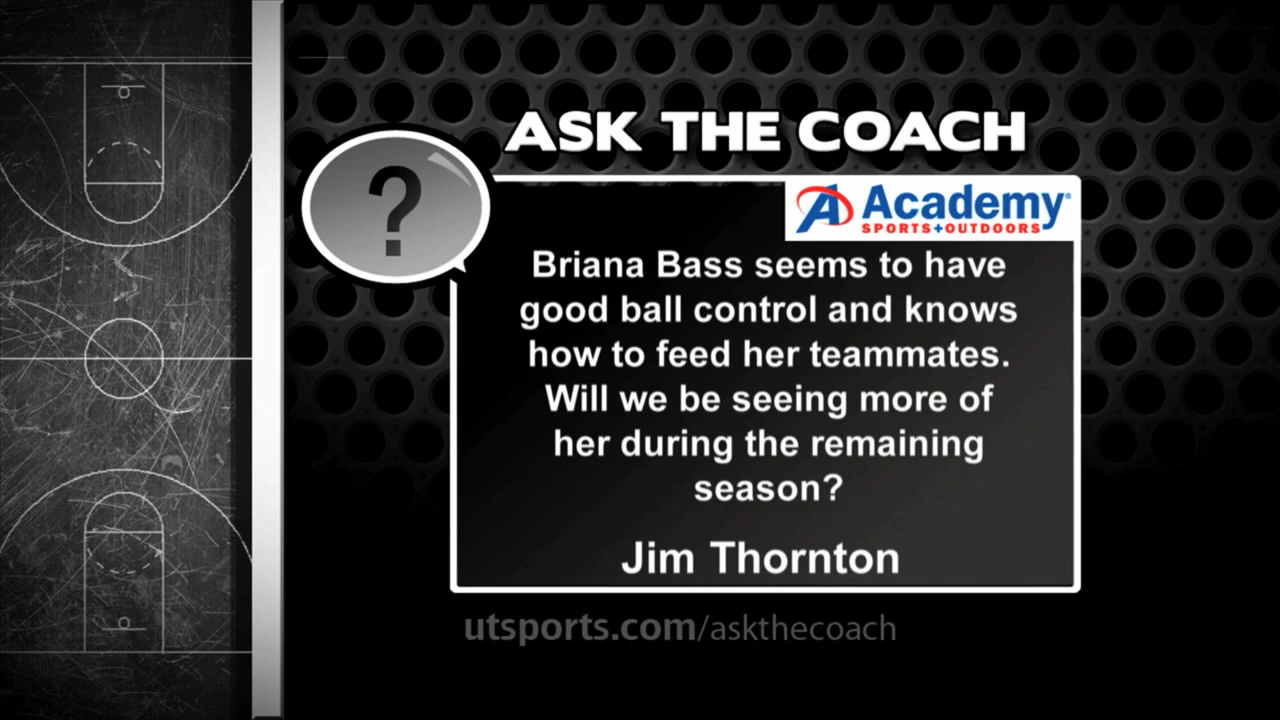 ASK THE COACH
?
Academy
SPORTS+OUTDOORS
Briana Bass seems to have
good ball control and knows
how to feed her teammates.
Will we be seeing more of
her during the remaining
season?
Jim Thornton
utsports.com/askthecoach